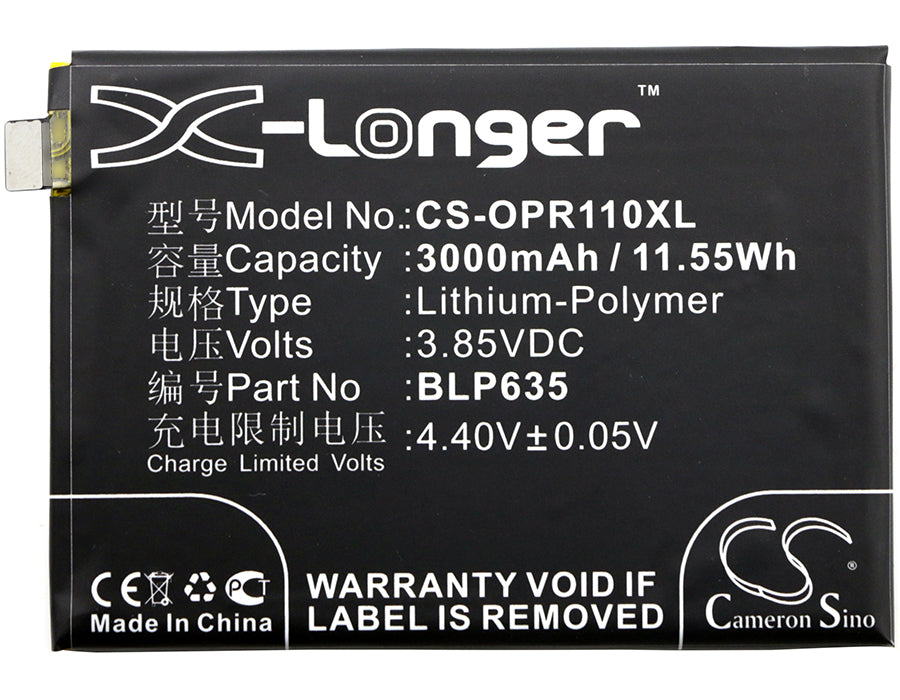 X-Longer™
型号Model No.:CS-OPR110XL
容量Capacity :3000mAh / 11.55Wh
规格Type :Lithium-Polymer
电压Volts :3.85VDC
编号Part No :BLP635
充电限制电压 :4.40V±0.05V
Charge Limited Volts
CE PCT
Made In China
WARRANTY VOID IF
LABEL IS REMOVED
CS ®
Cameron Sino